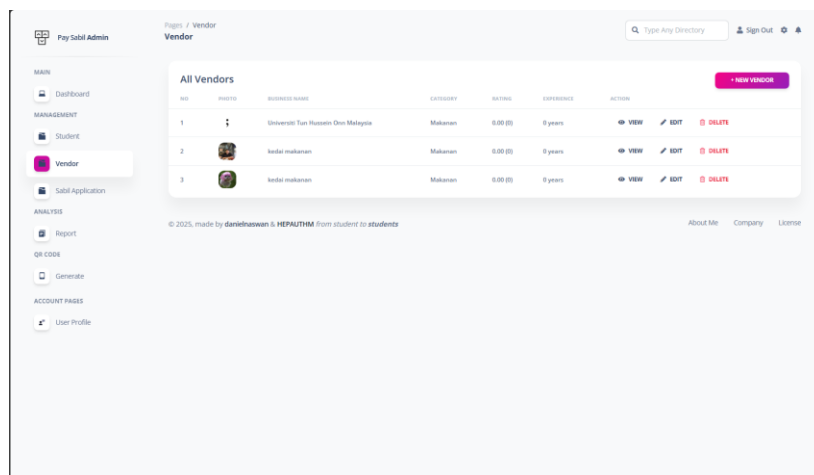 Pay Sabil Admin
MAIN
Dashboard
MANAGEMENT
Student
Vendor
Sabil Application
ANALYSIS
Report
QR CODE
Generate
ACCOUNT PAGES
User Profile
Pages / Vendor
Vendor
Type Any Directory
Sign Out
All Vendors
+ NEW VENDOR
NO PHOTO BUSINESS NAME CATEGORY RATING EXPERIENCE ACTION
1 ; Universiti Tun Hussein Onn Malaysia Makanan 0.00 (0) 0 years VIEW EDIT DELETE
2 kedai makanan Makanan 0.00 (0) 0 years VIEW EDIT DELETE
3 kedai makanan Makanan 0.00 (0) 0 years VIEW EDIT DELETE
© 2025, made by danielnaswan & HEPAUTHM from student to students
About Me Company License